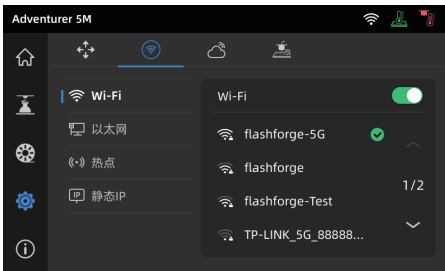 Adventurer 5M
Wi-Fi
以太网
热点
IP 静态IP
Wi-Fi
flashforge-5G
flashforge
flashforge-Test
TP-LINK_5G_88888...
1/2